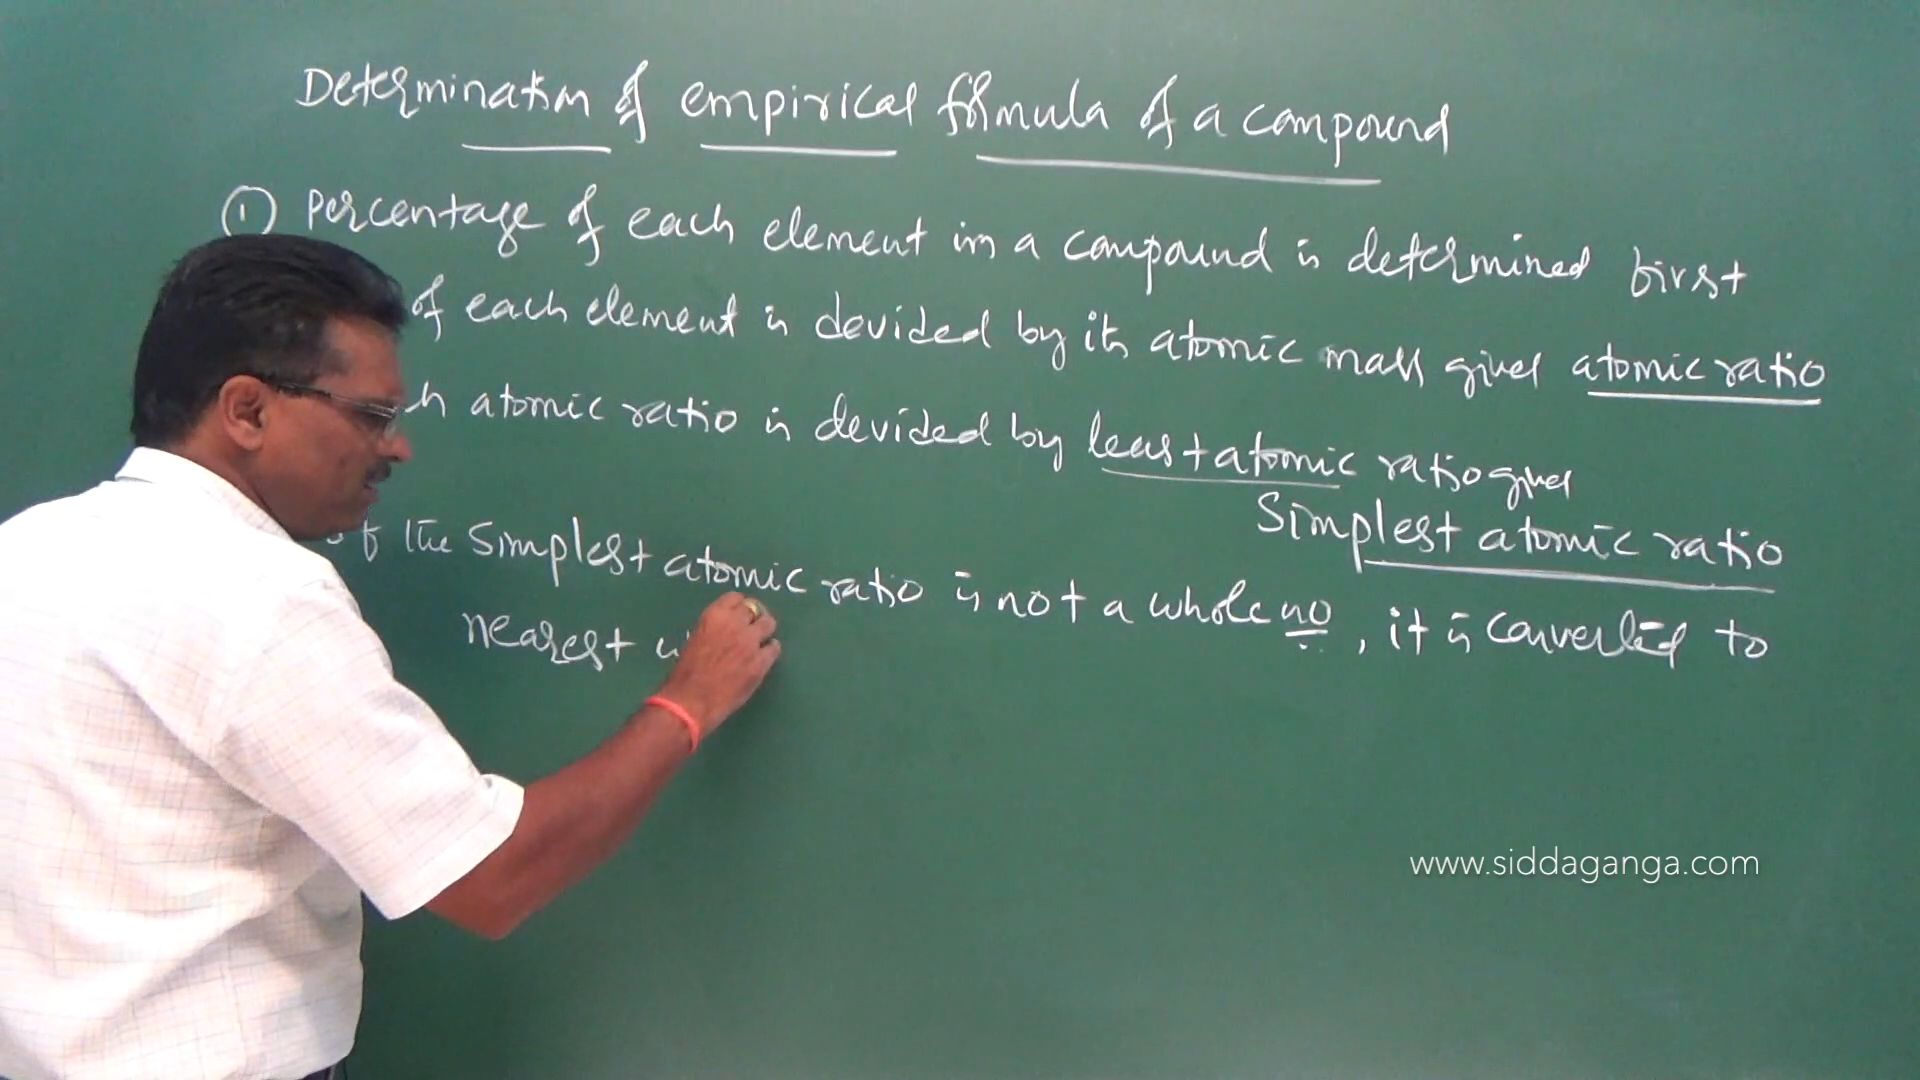 Determination of empirical formula of a compound
① Percentage of each element in a compound is determined first
of each element is devided by its atomic mass gives atomic ratio
h atomic ratio is devided by least atomic ratio gives
Simplest atomic ratio
of the Simplest atomic ratio is not a whole no, it is converted to
nearest
www.siddaganga.com